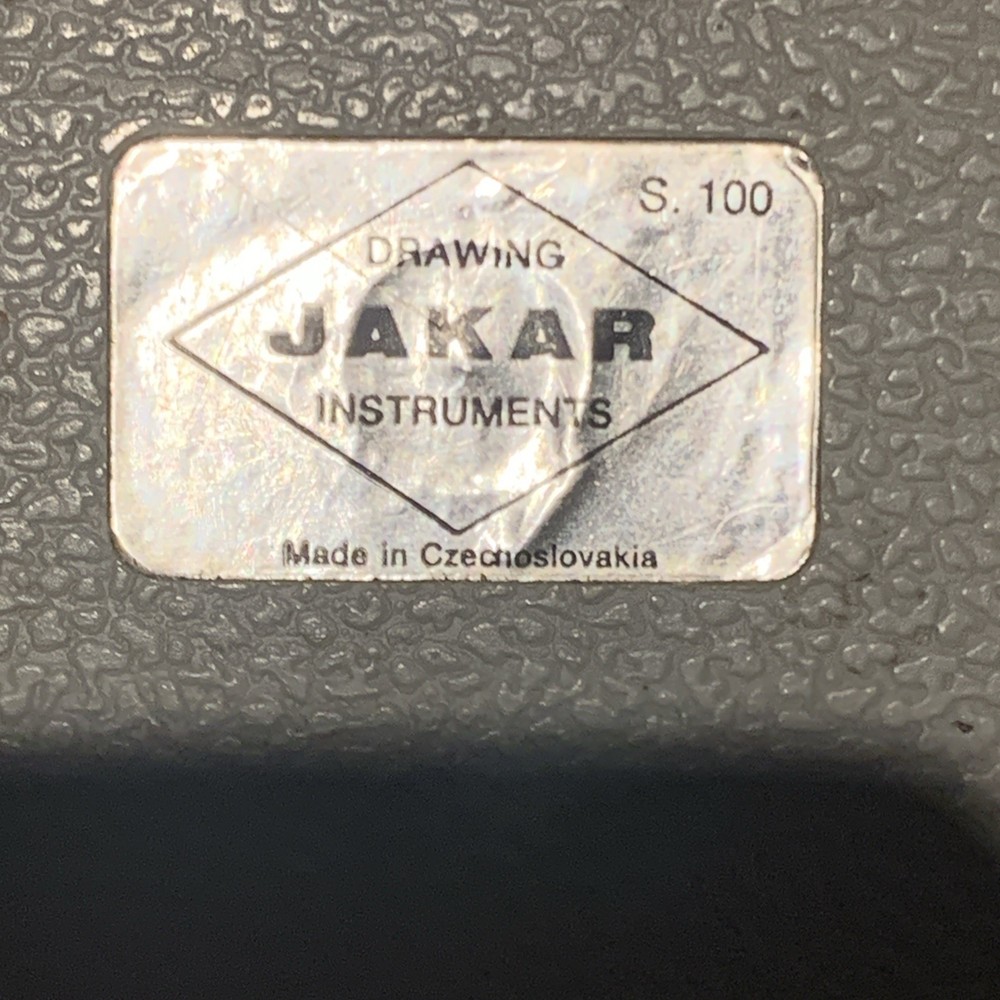 S. 100
DRAWING
JAKAR
INSTRUMENTS
Made in Czechoslovakia